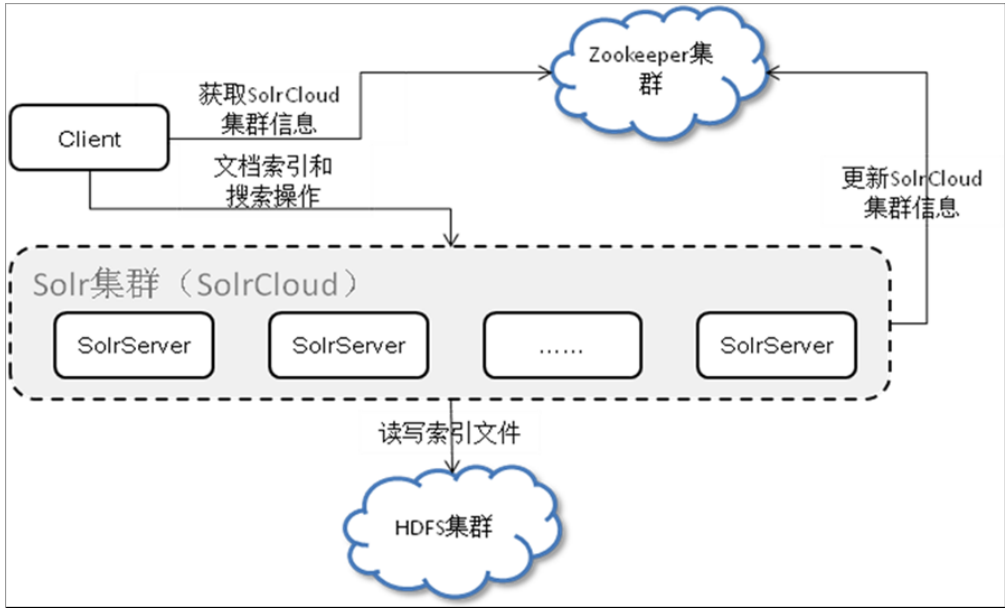 Zookeeper集
群
获取SolrCloud
集群信息
Client
文档索引和
搜索操作
更新SolrCloud
集群信息
Solr集群（SolrCloud）
SolrServer
SolrServer
……
SolrServer
读写索引文件
HDFS集群